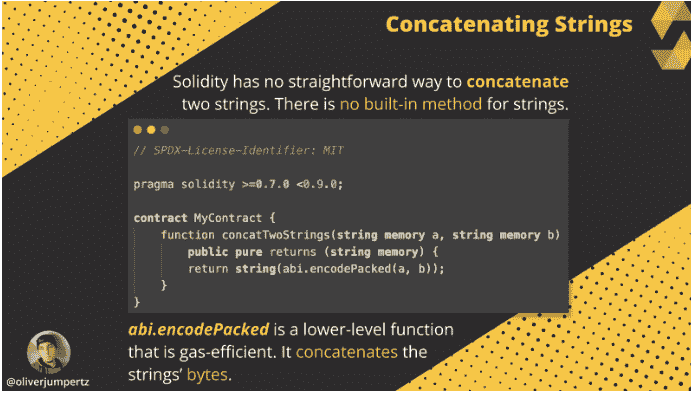 Concatenating Strings
Solidity has no straightforward way to concatenate
two strings. There is no built-in method for strings.
// SPDX-License-Identifier: MIT
pragma solidity >=0.7.0 <0.9.0;
contract MyContract {
function concatTwoStrings(string memory a, string memory b)
public pure returns (string memory) {
return string(abi.encodePacked(a, b));
}
}
abi.encodePacked is a lower-level function
that is gas-efficient. It concatenates the
strings’ bytes.
@oliverjumpertz